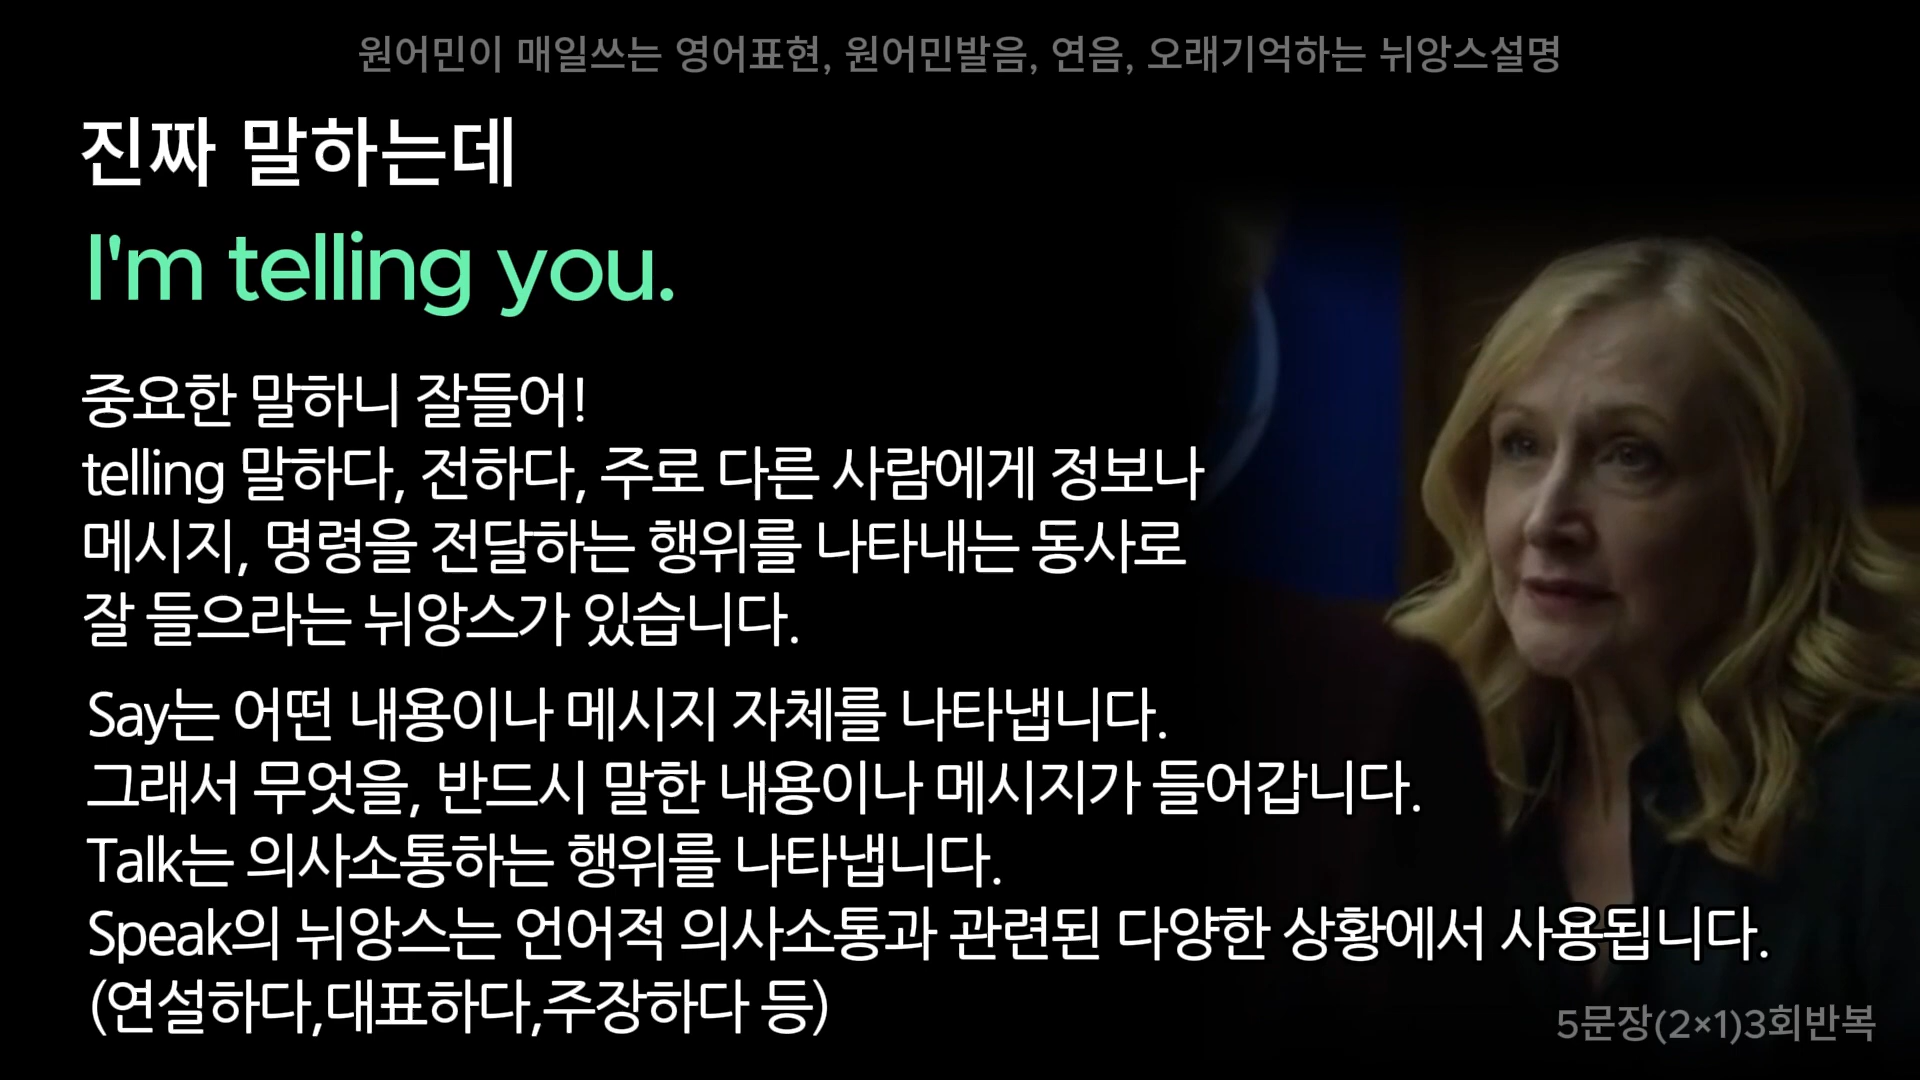 원어민이 매일쓰는 영어표현, 원어민발음, 연음, 오래기억하는 뉘앙스설명
진짜 말하는데
I'm telling you.
중요한 말하니 잘들어!
telling 말하다, 전하다, 주로 다른 사람에게 정보나
메시지, 명령을 전달하는 행위를 나타내는 동사로
잘 들으라는 뉘앙스가 있습니다.
Say는 어떤 내용이나 메시지 자체를 나타냅니다.
그래서 무엇을, 반드시 말한 내용이나 메시지가 들어갑니다.
Talk는 의사소통하는 행위를 나타냅니다.
Speak의 뉘앙스는 언어적 의사소통과 관련된 다양한 상황에서 사용됩니다.
(연설하다,대표하다,주장하다 등)
5문장(2×1)3회반복